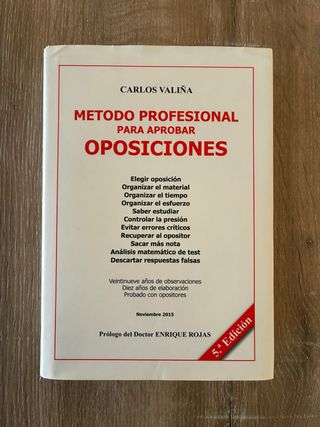 CARLOS VALIÑA
METODO PROFESIONAL
PARA APROBAR
OPOSICIONES
Elegir oposición
Organizar el material
Organizar el tiempo
Organizar el esfuerzo
Saber estudiar
Controlar la presión
Evitar errores críticos
Recuperar al opositor
Sacar más nota
Análisis matemático de test
Descartar respuestas falsas
Veintinueve años de observaciones
Diez años de elaboración
Probado con opositores
Noviembre 2015
5.ª Edición
Prólogo del Doctor ENRIQUE ROJAS